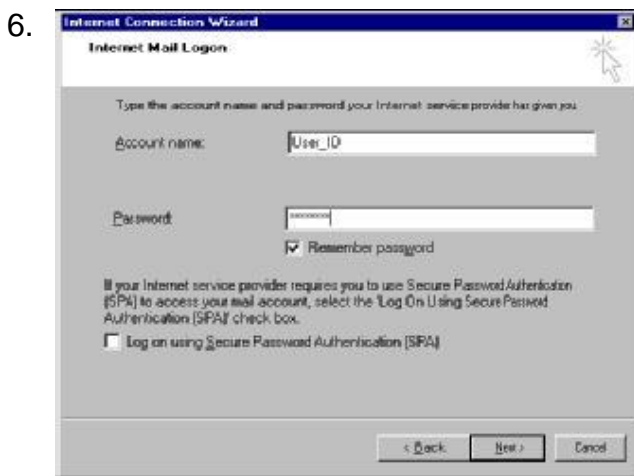 6.
Internet Connection Wizard
Internet Mail Logon
Type the account name and password your Internet service provide has given you
Account name:
User_ID
Password:
********
Remember password
If your Internet service provider requires you to use Secure Password Authentication
(SPA) to access your mail account, select the 'Log On Using Secure Password
Authentication (SPA)' check box.
Log on using Secure Password Authentication (SPA)
< Back
Next >
Cancel